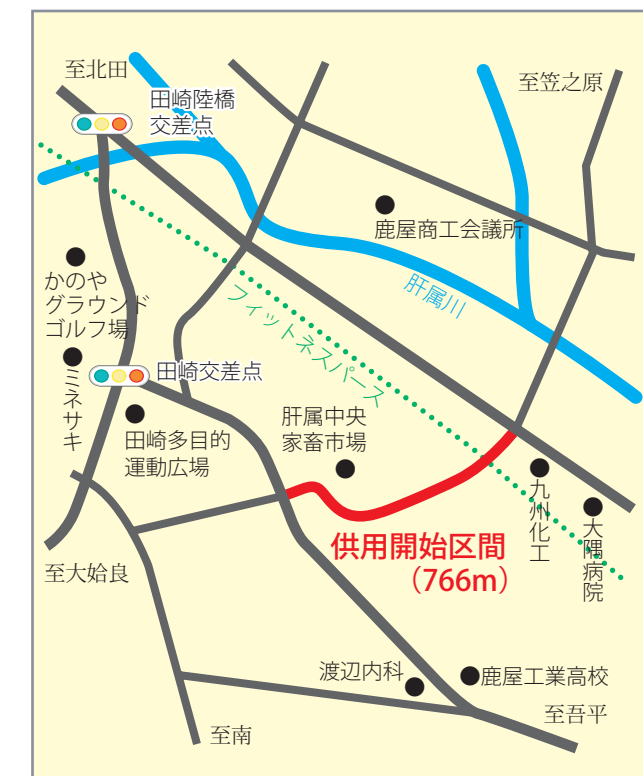 至北田
至笠之原
田崎陸橋
交差点
鹿屋商工会議所
かのや
グラウンド
ゴルフ場
肝属川
フィットネスパース
ミネサキ
田崎交差点
田崎多目的
運動広場
肝属中央
家畜市場
九州化工
大隅病院
供用開始区間
（766m）
至大姶良
渡辺内科
鹿屋工業高校
至吾平
至南